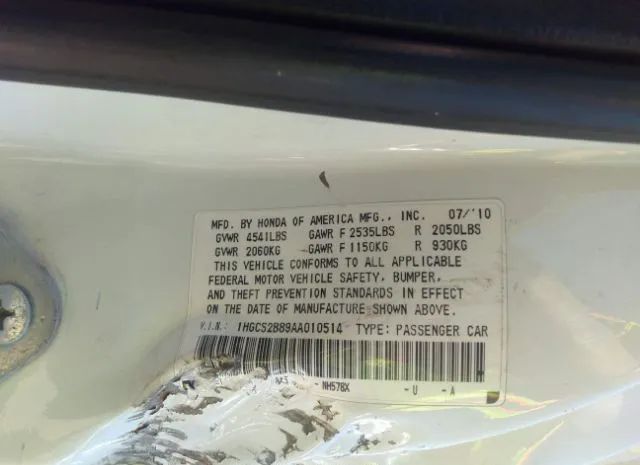 MFD. BY HONDA OF AMERICA MFG., INC. 07/'10
GVWR 4541LBS GAWR F 2535LBS R 2050LBS
GVWR 2060KG GAWR F 1150KG R 930KG
THIS VEHICLE CONFORMS TO ALL APPLICABLE
FEDERAL MOTOR VEHICLE SAFETY, BUMPER,
AND THEFT PREVENTION STANDARDS IN EFFECT
ON THE DATE OF MANUFACTURE SHOWN ABOVE.
V.I.N.: 1HGCS2B89AA010514 TYPE: PASSENGER CAR
NH578X -U -A